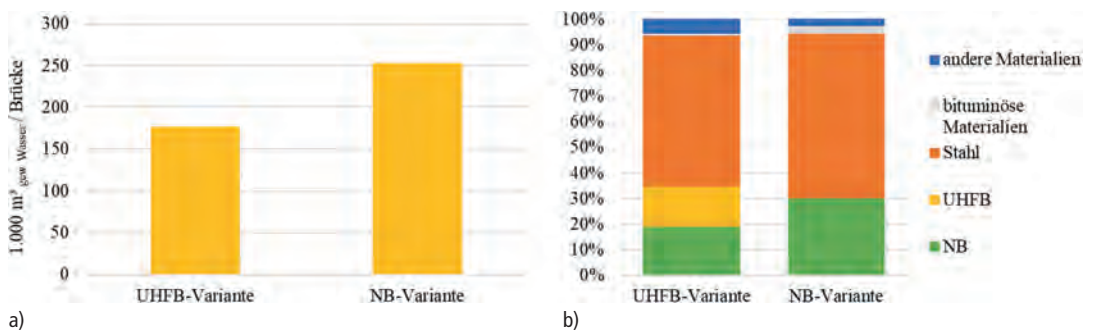 1.000 m³ gew Wasser / Brücke
300
250
200
150
100
50
0
UHFB-Variante
NB-Variante
a)
100%
90%
80%
70%
60%
50%
40%
30%
20%
10%
0%
UHFB-Variante
NB-Variante
andere Materialien
bituminöse
Materialien
Stahl
UHFB
NB
b)